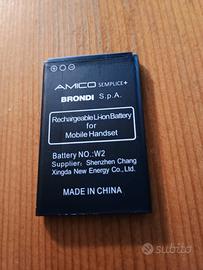 AMICO SEMPLICE+
BRONDI S.p.A.
Rechargeable Li-ion Battery
for
Mobile Handset
Battery NO.:W2
Supplier: Shenzhen Chang
Xingda New Energy Co., Ltd
MADE IN CHINA
subito